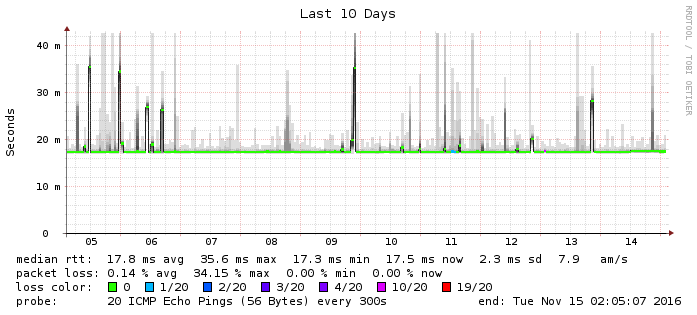 Last 10 Days
RRDTOOL / TOBI OETIKER
Seconds
40 m
30 m
20 m
10 m
0
05 06 07 08 09 10 11 12 13 14
median rtt: 17.8 ms avg 35.6 ms max 17.3 ms min 17.5 ms now 2.3 ms sd 7.9 am/s
packet loss: 0.14 % avg 34.15 % max 0.00 % min 0.00 % now
loss color: 0 1/20 2/20 3/20 4/20 10/20 19/20
probe: 20 ICMP Echo Pings (56 Bytes) every 300s end: Tue Nov 15 02:05:07 2016